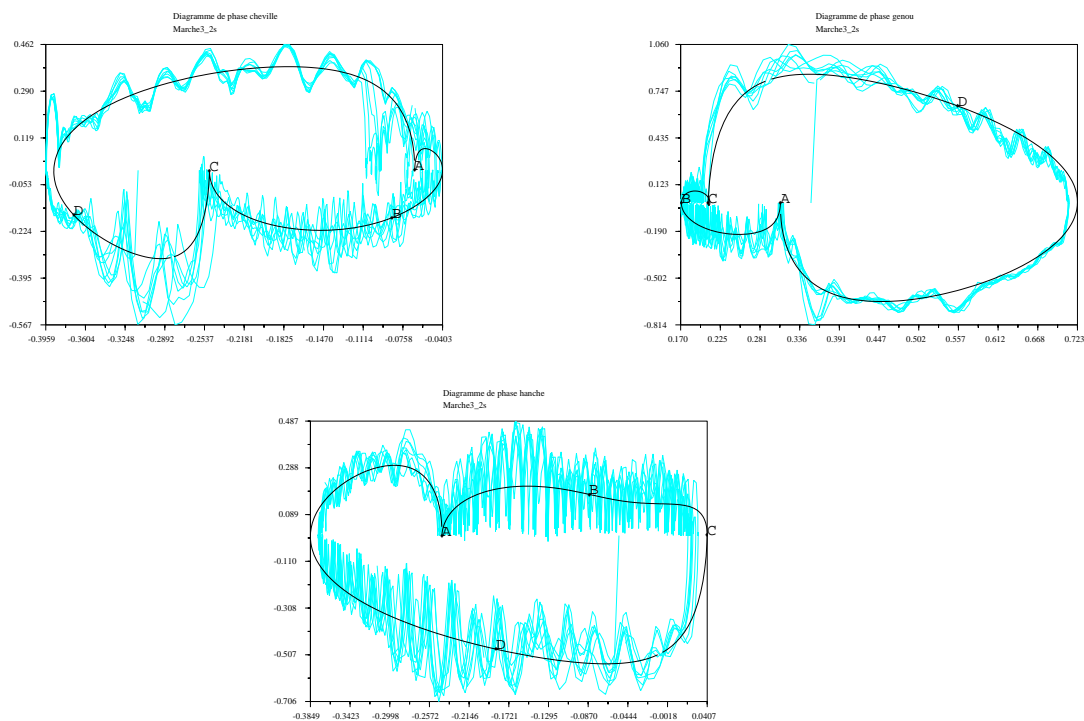 Diagramme de phase cheville
Marche3_2s
0.462
0.290
0.119
-0.053
-0.224
-0.395
-0.567
-0.3959 -0.3604 -0.3248 -0.2892 -0.2537 -0.2181 -0.1825 -0.1470 -0.1114 -0.0758 -0.0403
A
B
C
D
Diagramme de phase genou
Marche3_2s
1.060
0.747
0.435
0.123
-0.190
-0.502
-0.814
0.170 0.225 0.281 0.336 0.391 0.447 0.502 0.557 0.612 0.668 0.723
A
B
C
D
Diagramme de phase hanche
Marche3_2s
0.487
0.288
0.089
-0.110
-0.308
-0.507
-0.706
-0.3849 -0.3423 -0.2998 -0.2572 -0.2146 -0.1721 -0.1295 -0.0870 -0.0444 -0.0018 0.0407
A
B
C
D